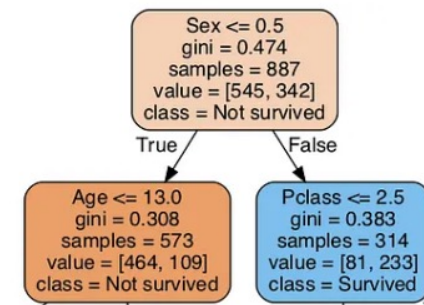 Sex <= 0.5
gini = 0.474
samples = 887
value = [545, 342]
class = Not survived
True
False
Age <= 13.0
gini = 0.308
samples = 573
value = [464, 109]
class = Not survived
Pclass <= 2.5
gini = 0.383
samples = 314
value = [81, 233]
class = Survived